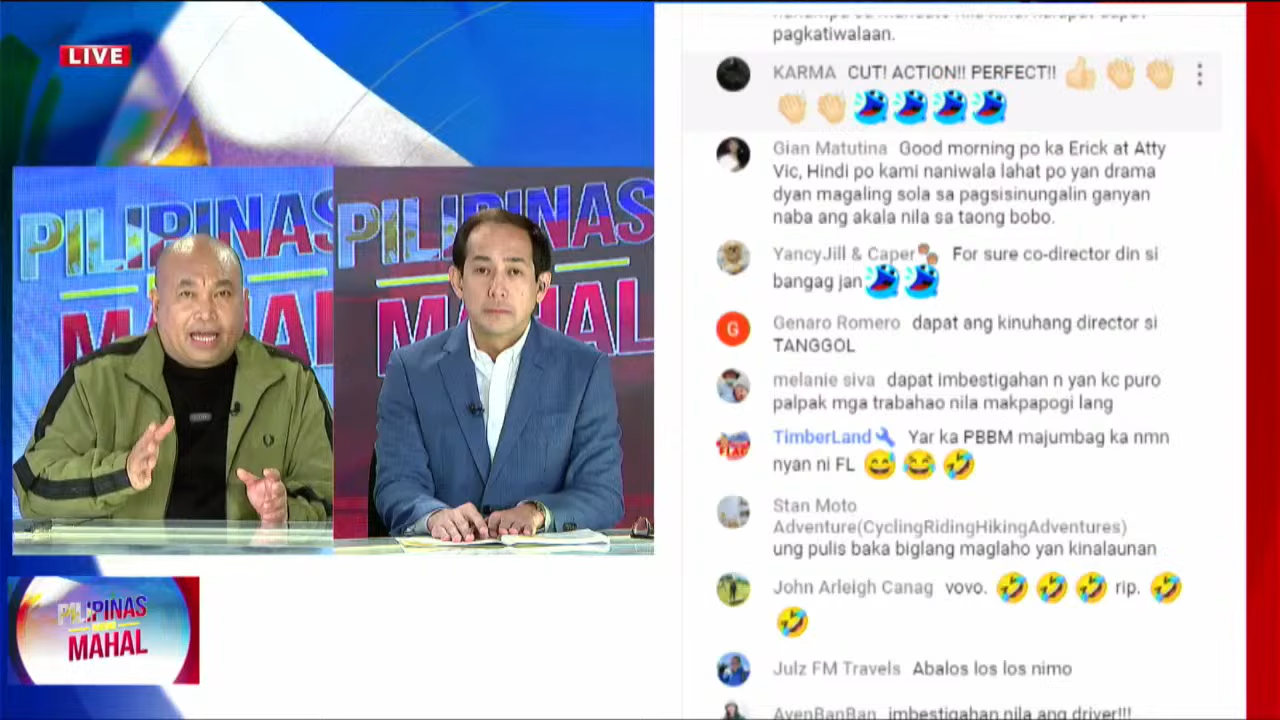 LIVE
PILIPINAS
MAHAL
PILIPINAS
MAHAL
PILIPINAS
MAHAL
pagkatiwalaan.
KARMA CUT! ACTION!! PERFECT!!
Gian Matutina Good morning po ka Erick at Atty
Vic, Hindi po kami naniwala lahat po yan drama
dyan magaling sola sa pagsisinungalin ganyan
naba ang akala nila sa taong bobo.
YancyJill & Caper For sure co-director din si
bangag jan
G
Genaro Romero dapat ang kinuhang director si
TANGGOL
melanie siva dapat imbestigahan n yan kc puro
palpak mga trabahao nila makpapogi lang
TimberLand Yar ka PBBM majumbag ka nmn
nyan ni FL
Stan Moto
Adventure(CyclingRidingHikingAdventures)
ung pulis baka biglang maglaho yan kinalaunan
John Arleigh Canag vovo. rip.
Julz FM Travels Abalos los los nimo
AyenBanBan imbestigahan nila ang driver!!!